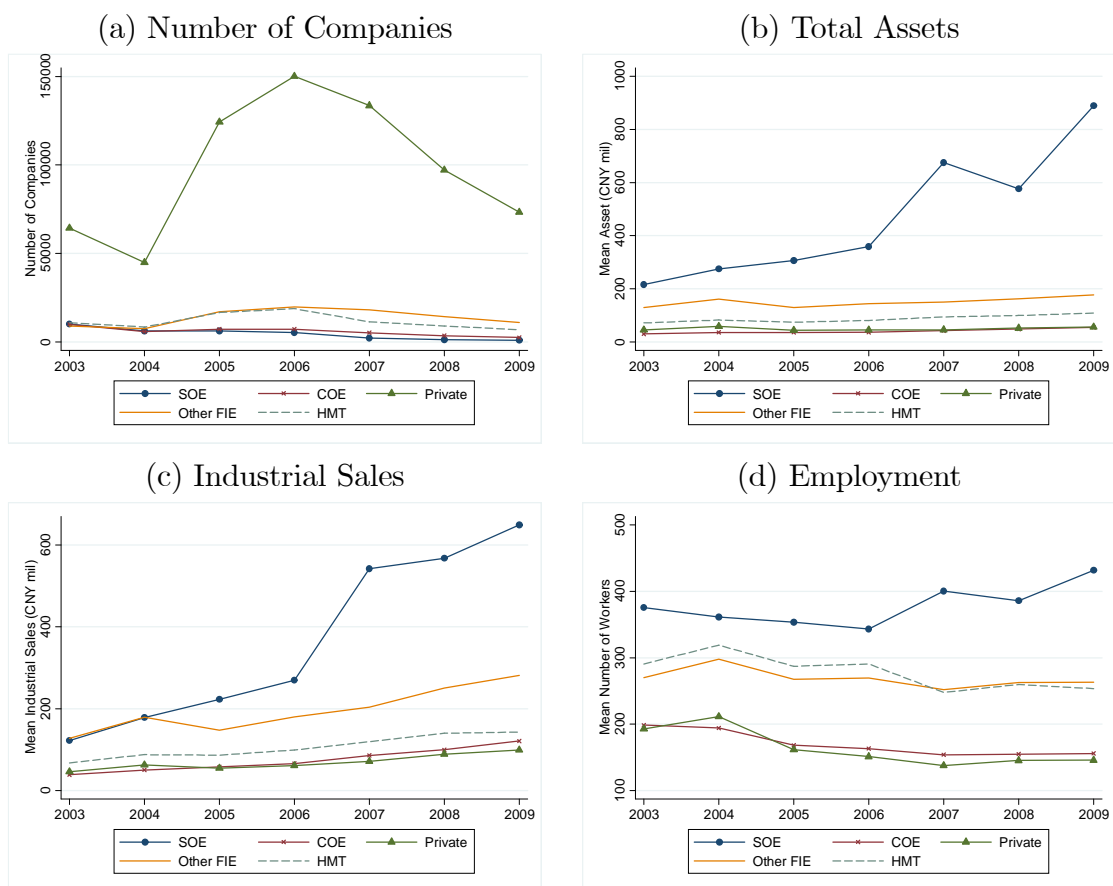 (a) Number of Companies
Number of Companies
150000
100000
50000
0
2003 2004 2005 2006 2007 2008 2009
SOE COE Private
Other FIE HMT
(b) Total Assets
Mean Asset (CNY mil)
1000
800
600
400
200
0
2003 2004 2005 2006 2007 2008 2009
SOE COE Private
Other FIE HMT
(c) Industrial Sales
Mean Industrial Sales (CNY mil)
600
400
200
0
2003 2004 2005 2006 2007 2008 2009
SOE COE Private
Other FIE HMT
(d) Employment
Mean Number of Workers
500
400
300
200
100
2003 2004 2005 2006 2007 2008 2009
SOE COE Private
Other FIE HMT